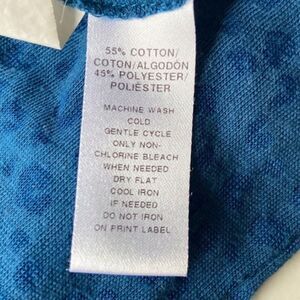 55% COTTON/
COTON/ALGODÓN
45% POLYESTER/
POLIÉSTER
MACHINE WASH
COLD
GENTLE CYCLE
ONLY NON-
CHLORINE BLEACH
WHEN NEEDED
DRY FLAT
COOL IRON
IF NEEDED
DO NOT IRON
ON PRINT LABEL